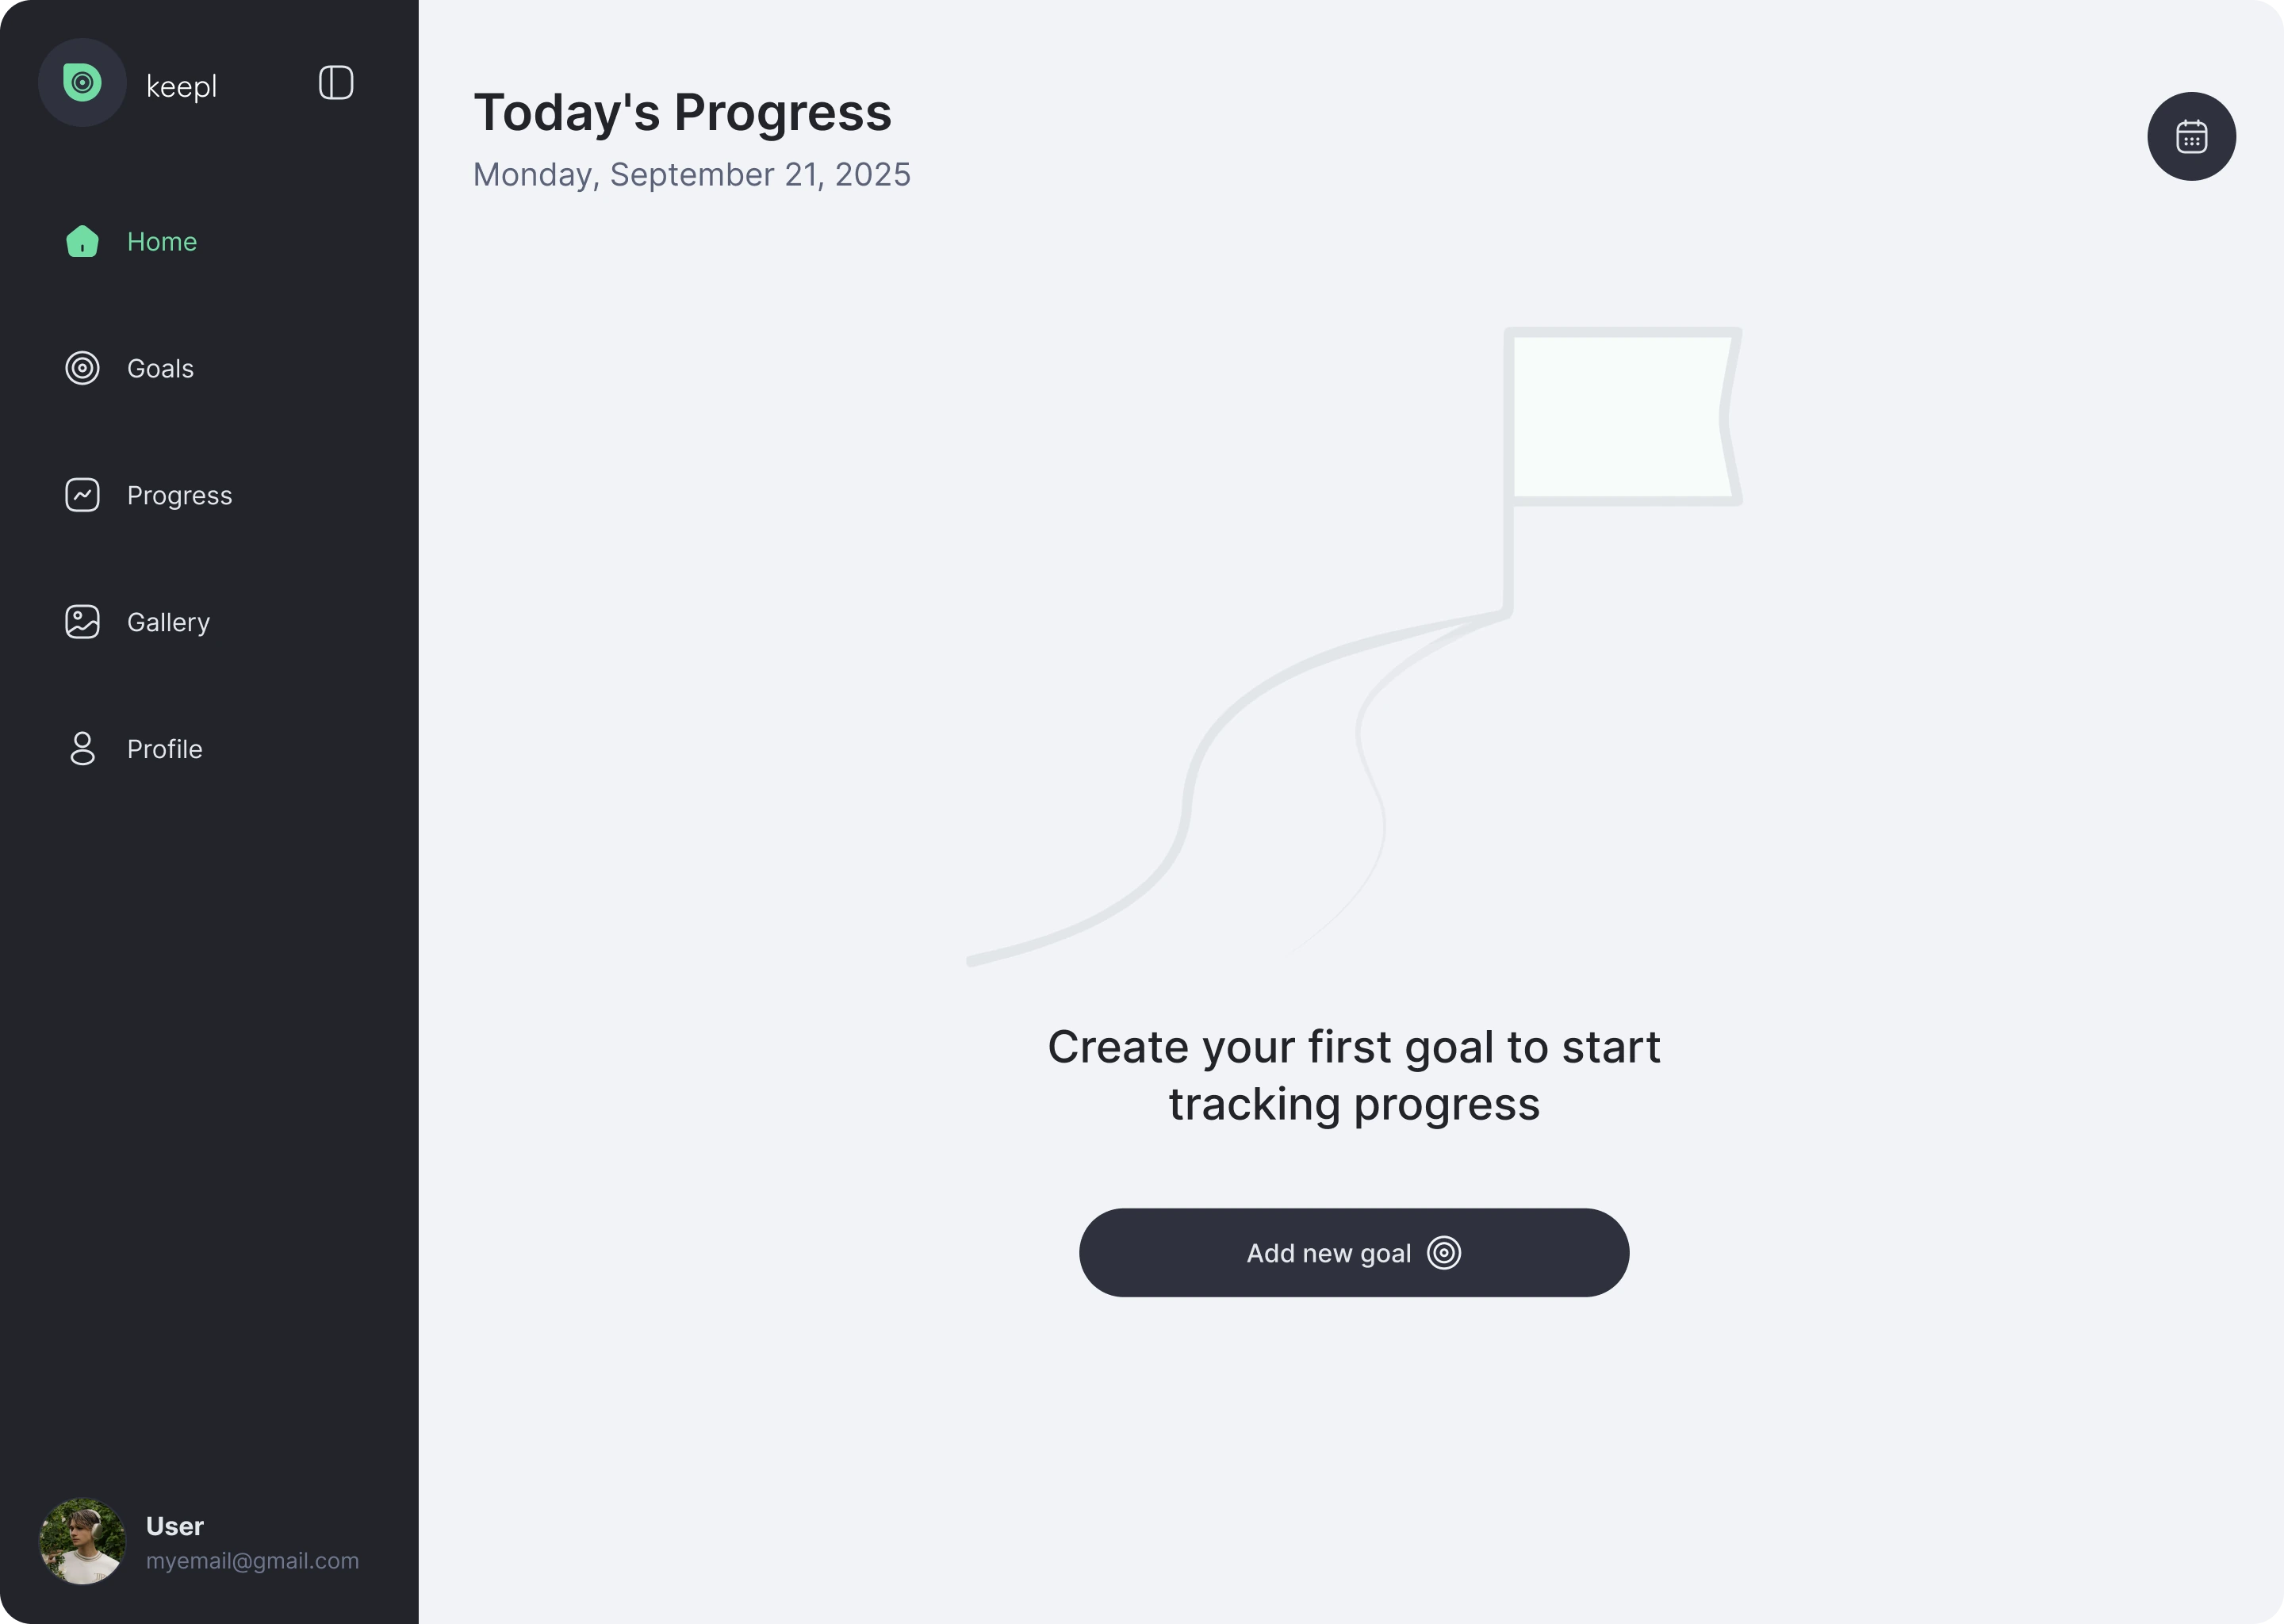 keepl
Today's Progress
Monday, September 21, 2025
Home
Goals
Progress
Gallery
Profile
Create your first goal to start
tracking progress
Add new goal
User
myemail@gmail.com